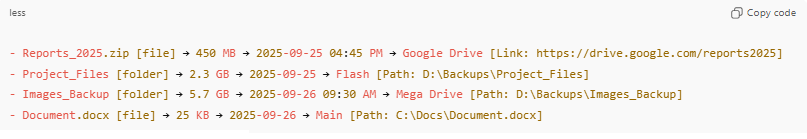 less
Copy code
- Reports_2025.zip [file] → 450 MB → 2025-09-25 04:45 PM → Google Drive [Link: https://drive.google.com/reports2025]
- Project_Files [folder] → 2.3 GB → 2025-09-25 → Flash [Path: D:\Backups\Project_Files]
- Images_Backup [folder] → 5.7 GB → 2025-09-26 09:30 AM → Mega Drive [Path: D:\Backups\Images_Backup]
- Document.docx [file] → 25 KB → 2025-09-26 → Main [Path: C:\Docs\Document.docx]